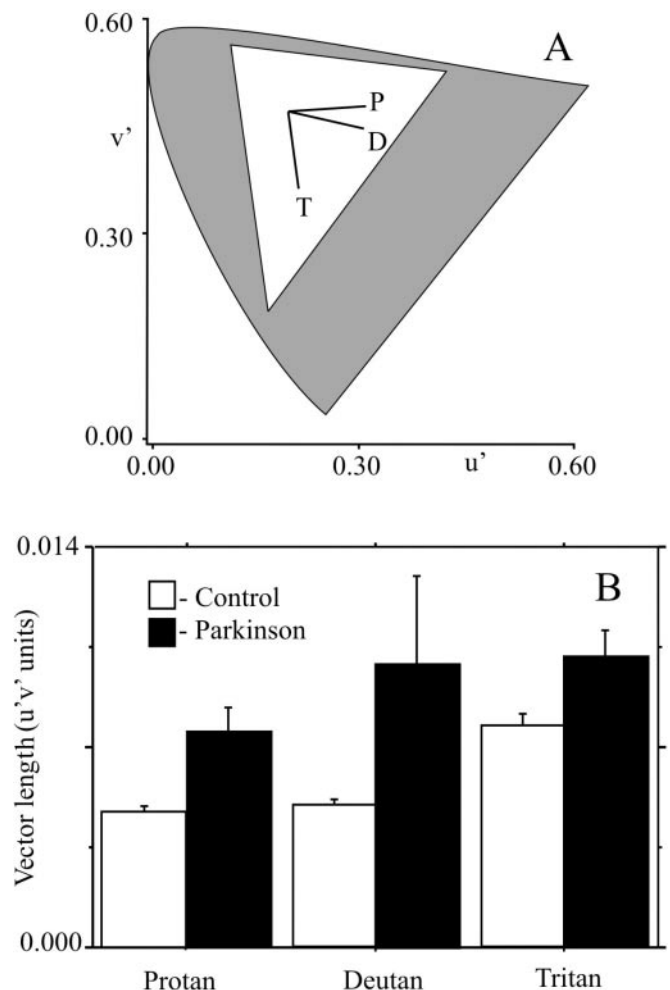 0.60
A
P
v'
D
T
0.30
0.00
0.00 0.30 u' 0.60
0.014
B
- Control
- Parkinson
Vector length (u'v' units)
0.000
Protan Deutan Tritan